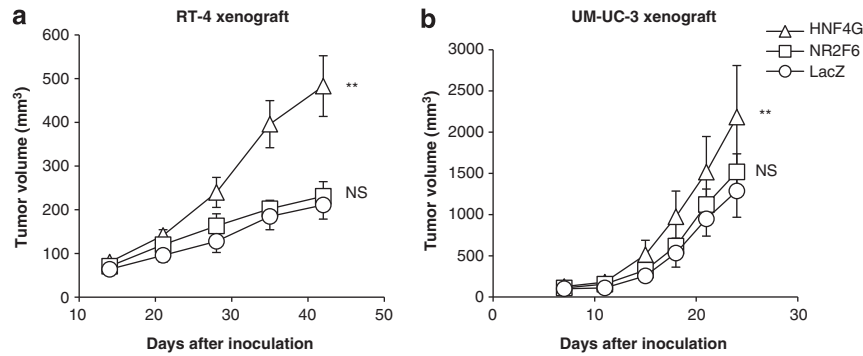 a
RT-4 xenograft
Tumor volume (mm³)
600
500
400
300
200
100
0
**
NS
10
20
30
40
50
Days after inoculation
b
UM-UC-3 xenograft
HNF4G
NR2F6
LacZ
Tumor volume (mm³)
3000
2500
2000
1500
1000
500
0
**
NS
0
10
20
30
Days after inoculation